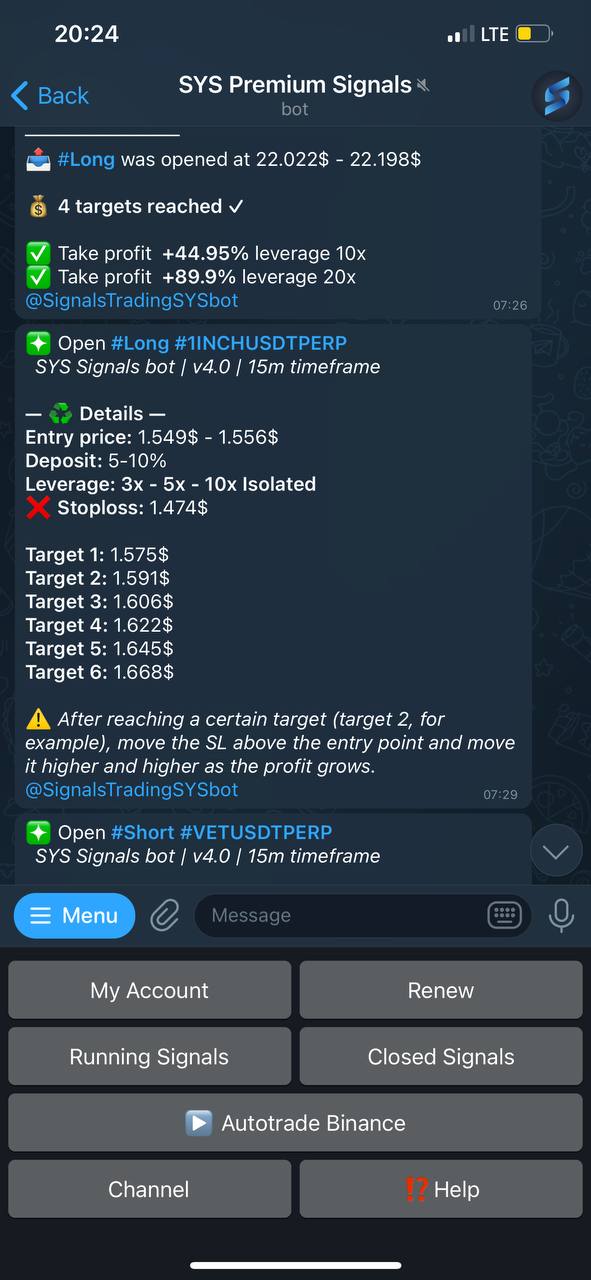 20:24
LTE
Back
SYS Premium Signals
bot
📤 #Long was opened at 22.022$ - 22.198$
💰 4 targets reached ✓
✅ Take profit +44.95% leverage 10x
✅ Take profit +89.9% leverage 20x
@SignalsTradingSYSbot
07:26
❇️ Open #Long #1INCHUSDTPERP
SYS Signals bot | v4.0 | 15m timeframe
— ♻️ Details —
Entry price: 1.549$ - 1.556$
Deposit: 5-10%
Leverage: 3x - 5x - 10x Isolated
❌ Stoploss: 1.474$
Target 1: 1.575$
Target 2: 1.591$
Target 3: 1.606$
Target 4: 1.622$
Target 5: 1.645$
Target 6: 1.668$
⚠️ After reaching a certain target (target 2, for
example), move the SL above the entry point and move
it higher and higher as the profit grows.
@SignalsTradingSYSbot
07:29
❇️ Open #Short #VETUSDTPERP
SYS Signals bot | v4.0 | 15m timeframe
Menu
Message
My Account
Renew
Running Signals
Closed Signals
▶️ Autotrade Binance
Channel
⁉️ Help